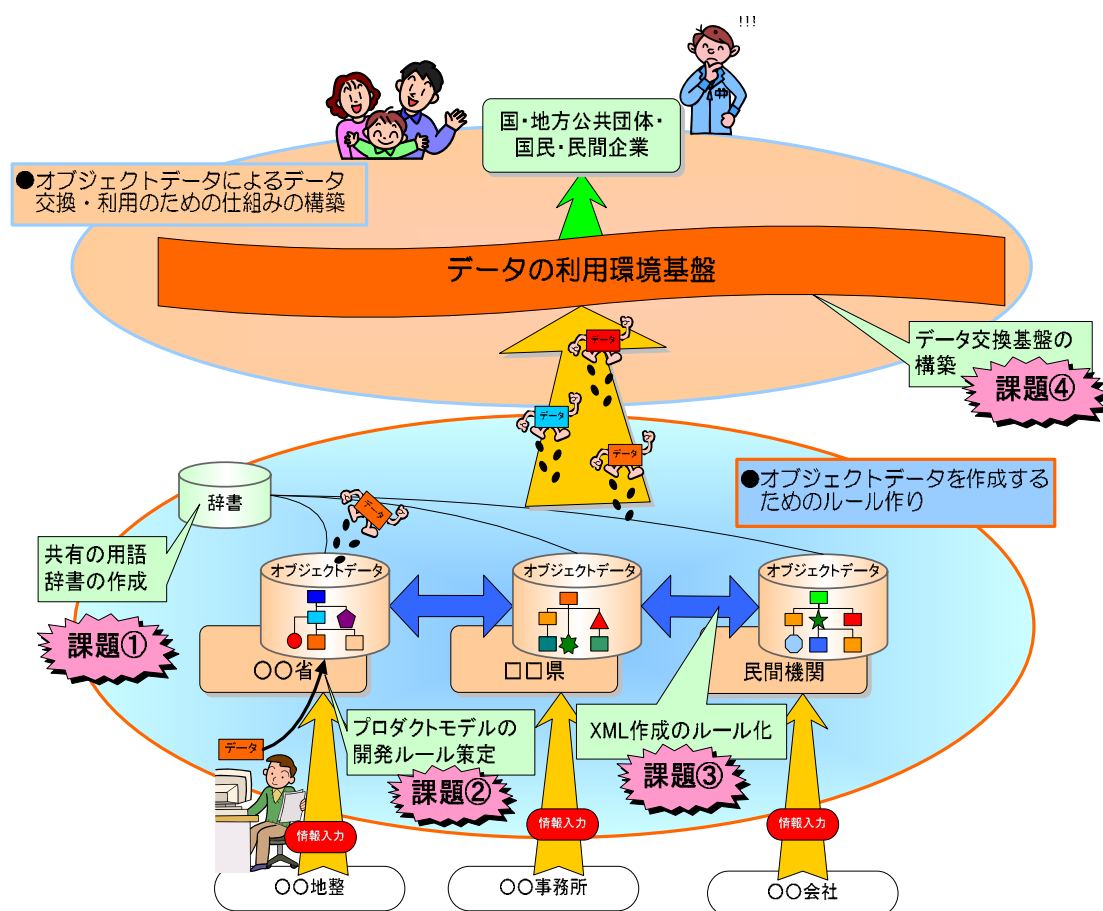 !!!
国・地方公共団体・
国民・民間企業
●オブジェクトデータによるデータ
交換・利用のための仕組みの構築
データの利用環境基盤
データ交換基盤の
構築
課題④
データ
データ
データ
●オブジェクトデータを作成する
ためのルール作り
辞書
データ
共有の用語
辞書の作成
課題①
オブジェクトデータ
オブジェクトデータ
オブジェクトデータ
〇〇省
□□県
民間機関
プロダクトモデルの
開発ルール策定
課題②
XML作成のルール化
課題③
データ
情報入力
情報入力
情報入力
〇〇地整
〇〇事務所
〇〇会社